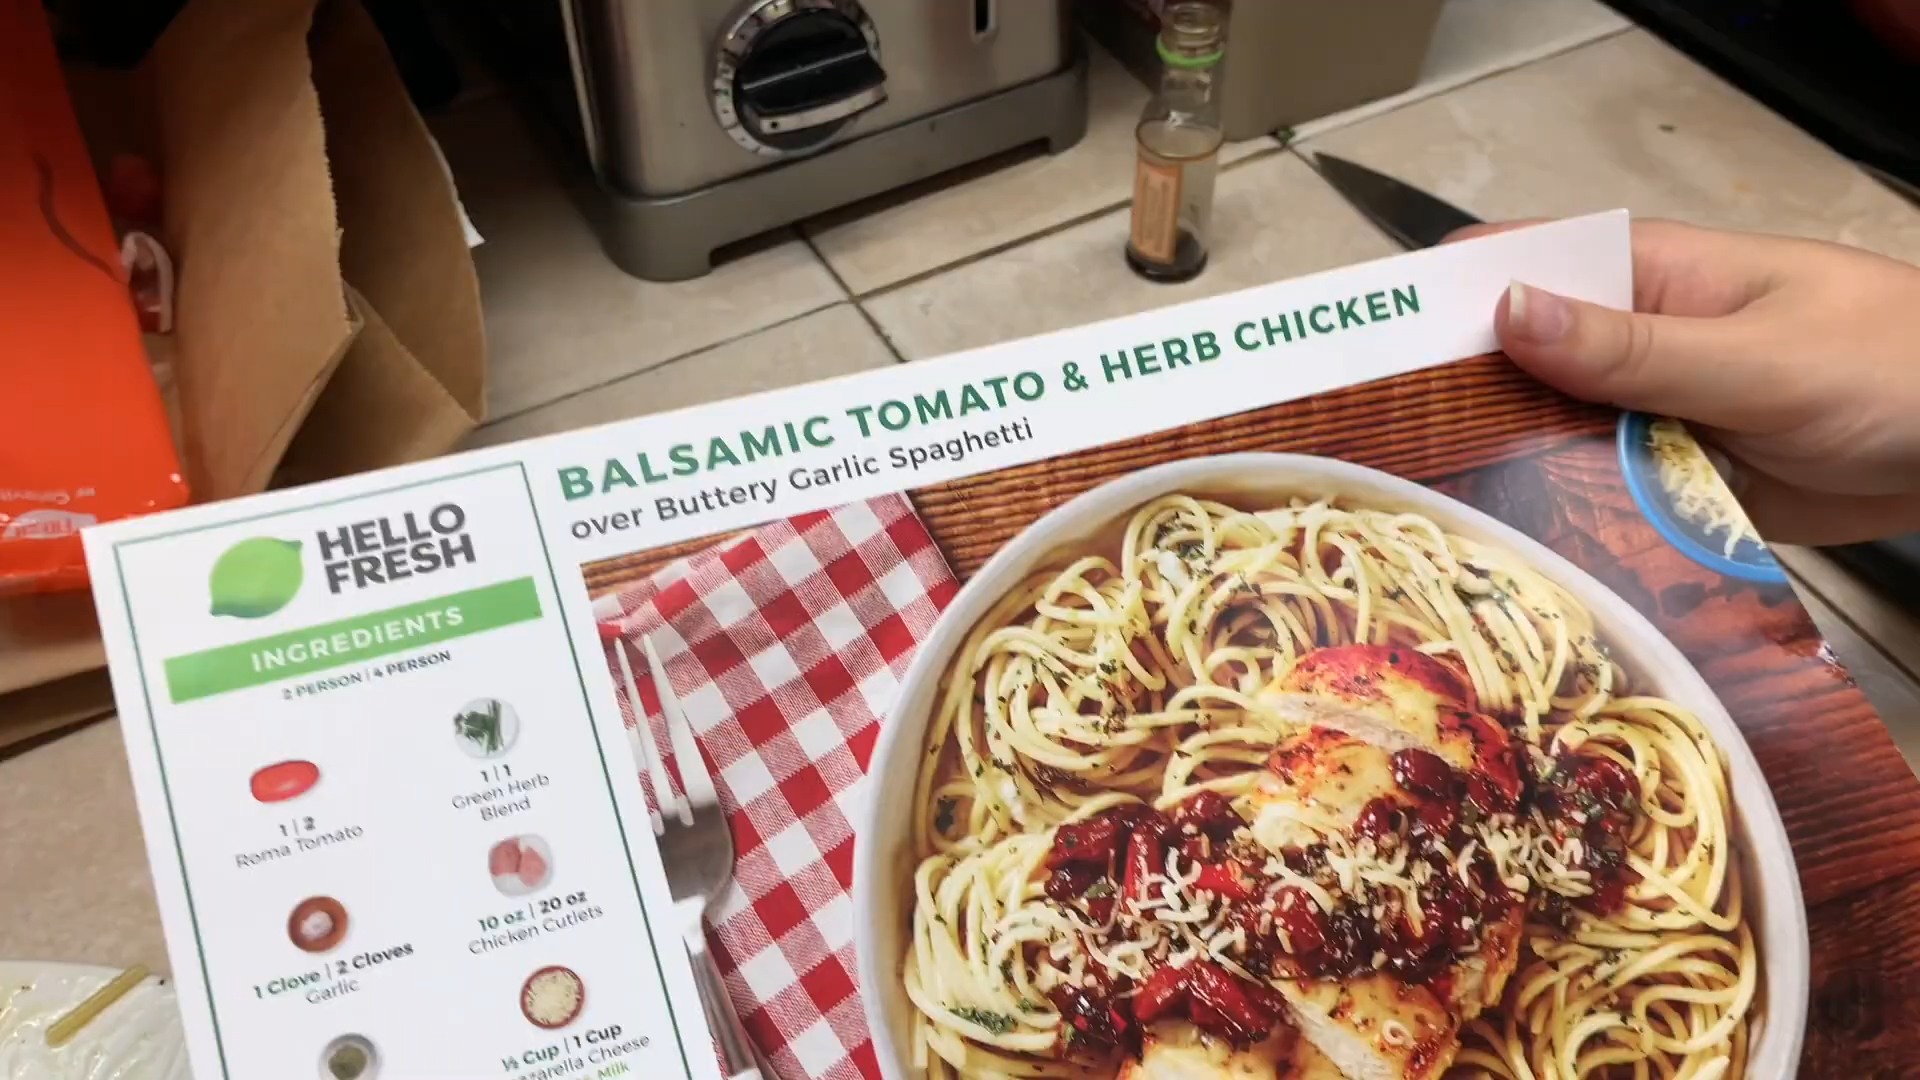 BALSAMIC TOMATO & HERB CHICKEN
over Buttery Garlic Spaghetti
HELLO
FRESH
INGREDIENTS
2 PERSON | 4 PERSON
1 | 2
Roma Tomato
1 | 1
Green Herb
Blend
1 Clove | 2 Cloves
Garlic
10 oz | 20 oz
Chicken Cutlets
½ Cup | 1 Cup
Cheese
Milk